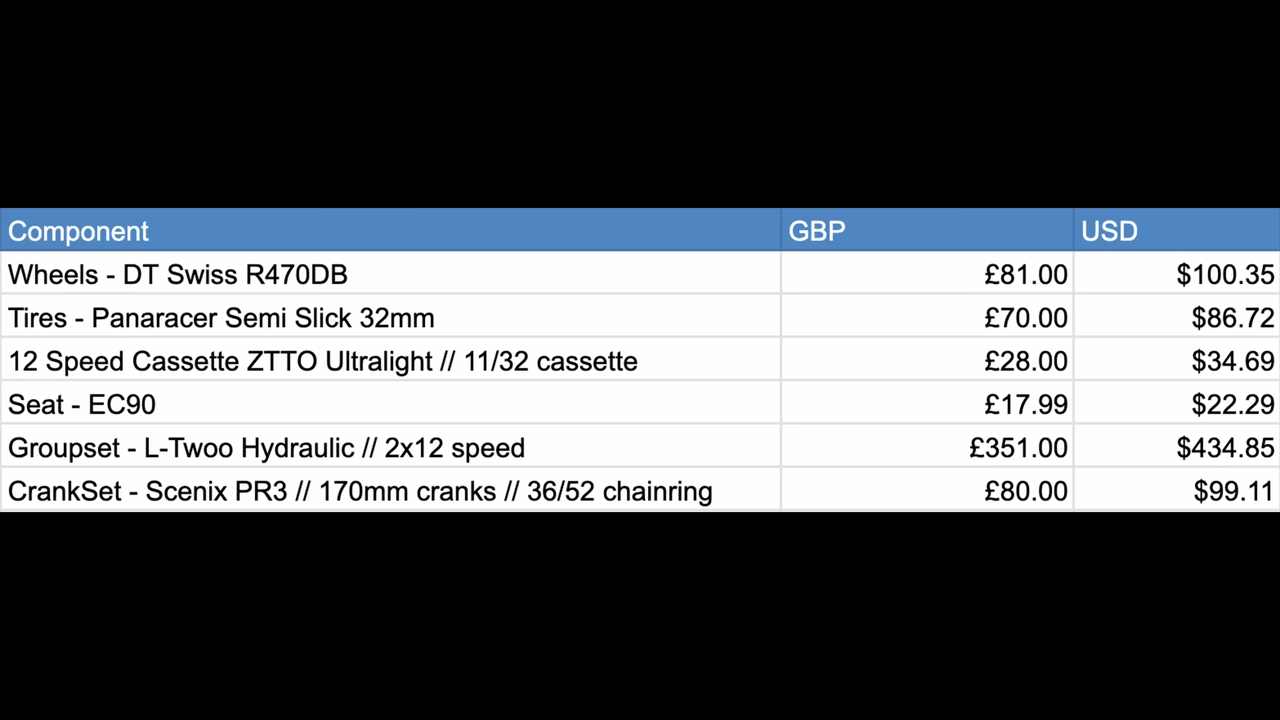 Component GBP USD
Wheels - DT Swiss R470DB £81.00 $100.35
Tires - Panaracer Semi Slick 32mm £70.00 $86.72
12 Speed Cassette ZTTO Ultralight // 11/32 cassette £28.00 $34.69
Seat - EC90 £17.99 $22.29
Groupset - L-Twoo Hydraulic // 2x12 speed £351.00 $434.85
CrankSet - Scenix PR3 // 170mm cranks // 36/52 chainring £80.00 $99.11